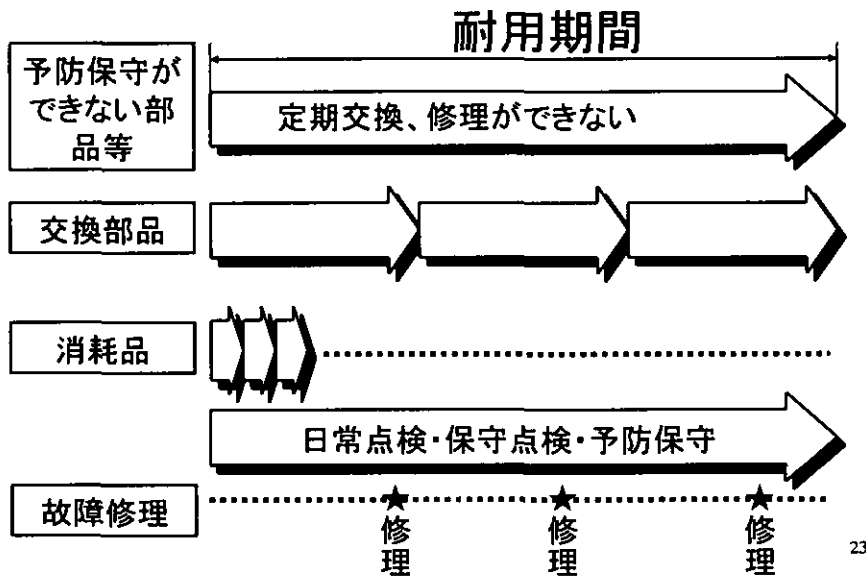 耐用期間
予防保守が
できない部
品等
定期交換、修理ができない
交換部品
消耗品
日常点検・保守点検・予防保守
故障修理
修理
修理
修理
23